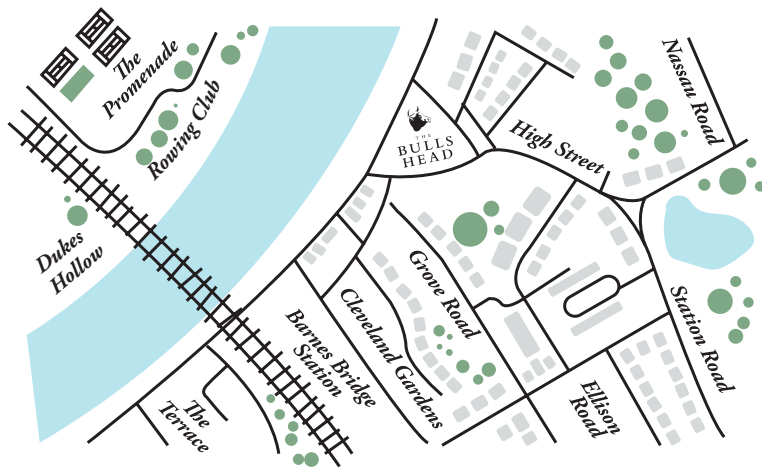 The
Promenade
Rowing Club
Nassau Road
THE
BULLS
HEAD
High Street
Dukes
Hollow
Grove Road
Station Road
Cleveland Gardens
Barnes Bridge
Station
Ellison
Road
The
Terrace